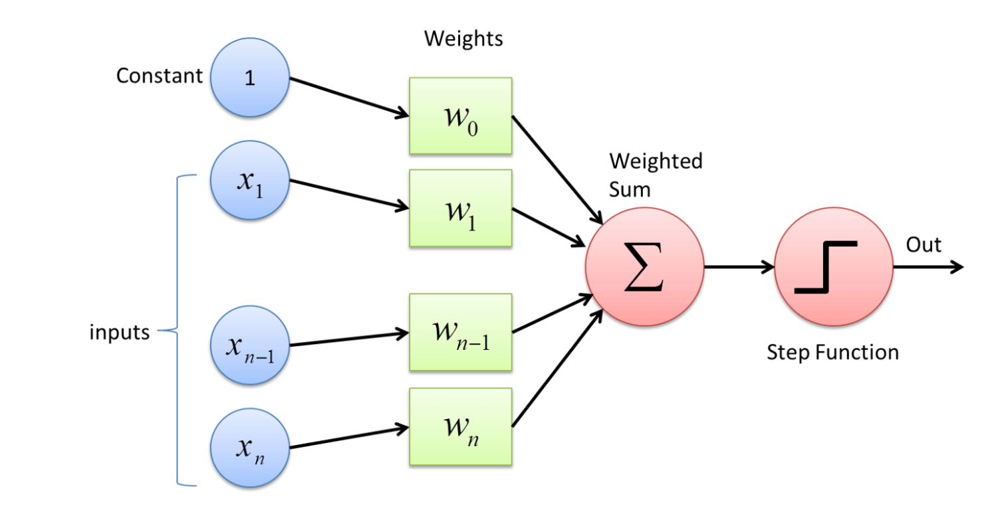 Weights
Constant
1
w₀
x₁
w₁
Weighted
Sum
∑
Out
inputs
xₙ₋₁
wₙ₋₁
Step Function
xₙ
wₙ